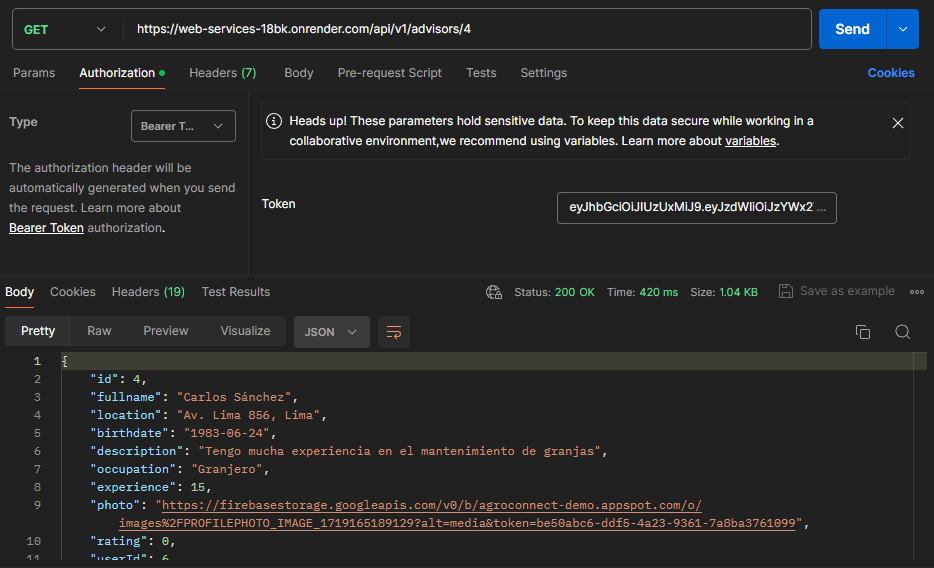 GET https://web-services-18bk.onrender.com/api/v1/advisors/4 Send
Params Authorization Headers (7) Body Pre-request Script Tests Settings Cookies
Type Bearer T...
The authorization header will be
automatically generated when you send
the request. Learn more about
Bearer Token authorization.
Heads up! These parameters hold sensitive data. To keep this data secure while working in a
collaborative environment,we recommend using variables. Learn more about variables.
Token eyJhbGciOiJIUzUxMiJ9.eyJzdWIiOiJzYWx2 ...
Body Cookies Headers (19) Test Results Status: 200 OK Time: 420 ms Size: 1.04 KB Save as example
Pretty Raw Preview Visualize JSON
1 {
2 "id": 4,
3 "fullname": "Carlos Sánchez",
4 "location": "Av. Lima 856, Lima",
5 "birthdate": "1983-06-24",
6 "description": "Tengo mucha experiencia en el mantenimiento de granjas",
7 "occupation": "Granjero",
8 "experience": 15,
9 "photo": "https://firebasestorage.googleapis.com/v0/b/agroconnect-demo.appspot.com/o/
images%2FPROFILEPHOTO_IMAGE_1719165189129?alt=media&token=be50abc6-ddf5-4a23-9361-7a8ba3761099",
10 "rating": 0,
11 "userId": 6